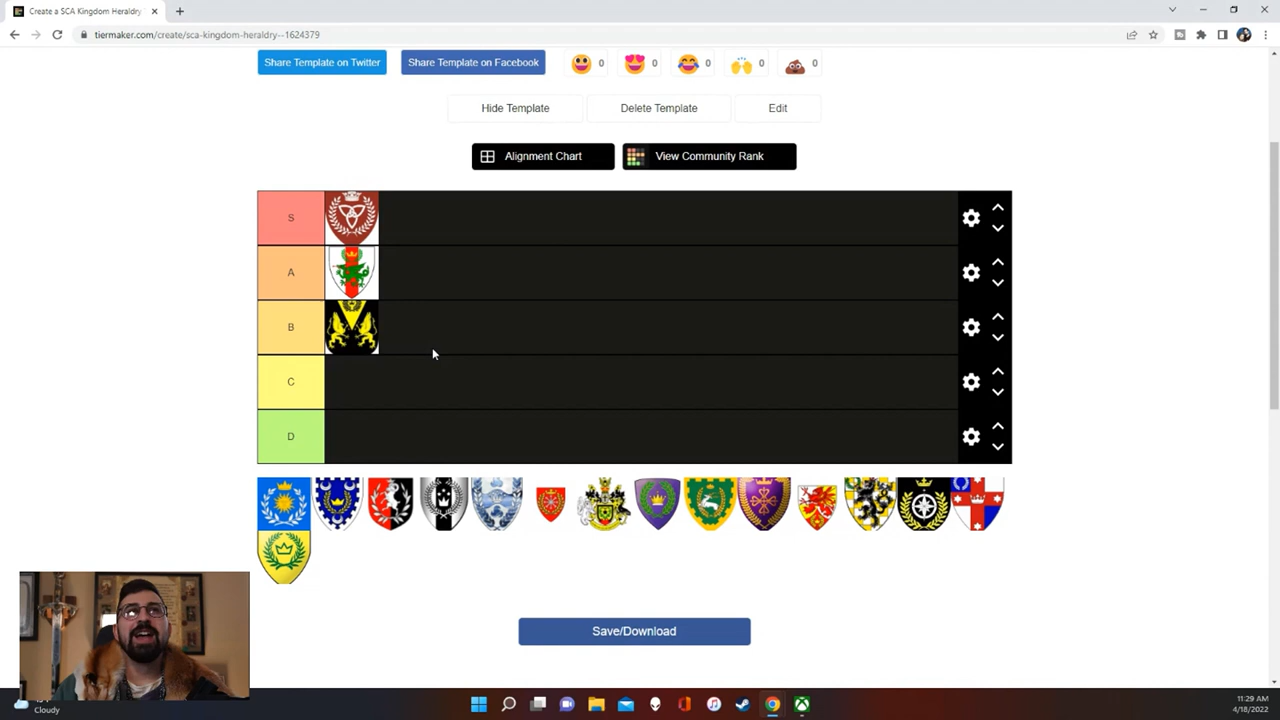 Create a SCA Kingdom Heraldry
tiermaker.com/create/sca-kingdom-heraldry--1624379
Share Template on Twitter
Share Template on Facebook
0
0
0
0
0
Hide Template
Delete Template
Edit
Alignment Chart
View Community Rank
S
A
B
C
D
Save/Download
Cloudy
11:29 AM
4/18/2022